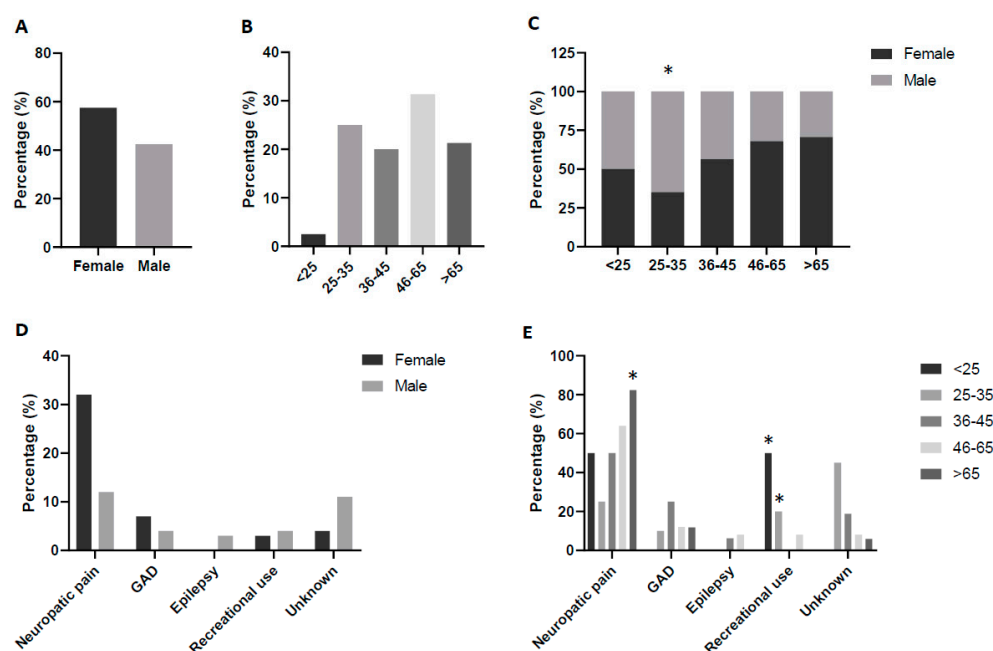 A
Percentage (%)
80
60
40
20
0
Female Male
B
Percentage (%)
40
30
20
10
0
<25 25-35 36-45 46-65 >65
C
Percentage (%)
125
100
75
50
25
0
*
<25 25-35 36-45 46-65 >65
Female
Male
D
Percentage (%)
40
30
20
10
0
Neuropatic pain GAD Epilepsy Recreational use Unknown
Female
Male
E
Percentage (%)
100
80
60
40
20
0
* * *
Neuropatic pain GAD Epilepsy Recreational use Unknown
<25
25-35
36-45
46-65
>65